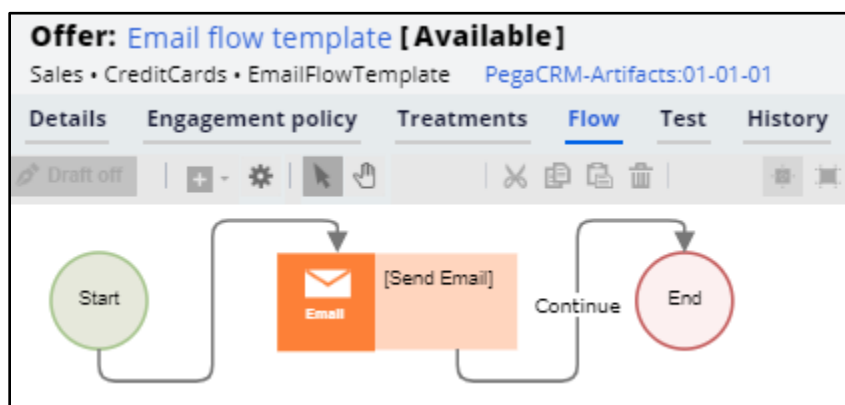 Offer: Email flow template [Available]
Sales • CreditCards • EmailFlowTemplate PegaCRM-Artifacts:01-01-01
Details Engagement policy Treatments Flow Test History
Draft off
Start
Email
[Send Email]
Continue
End